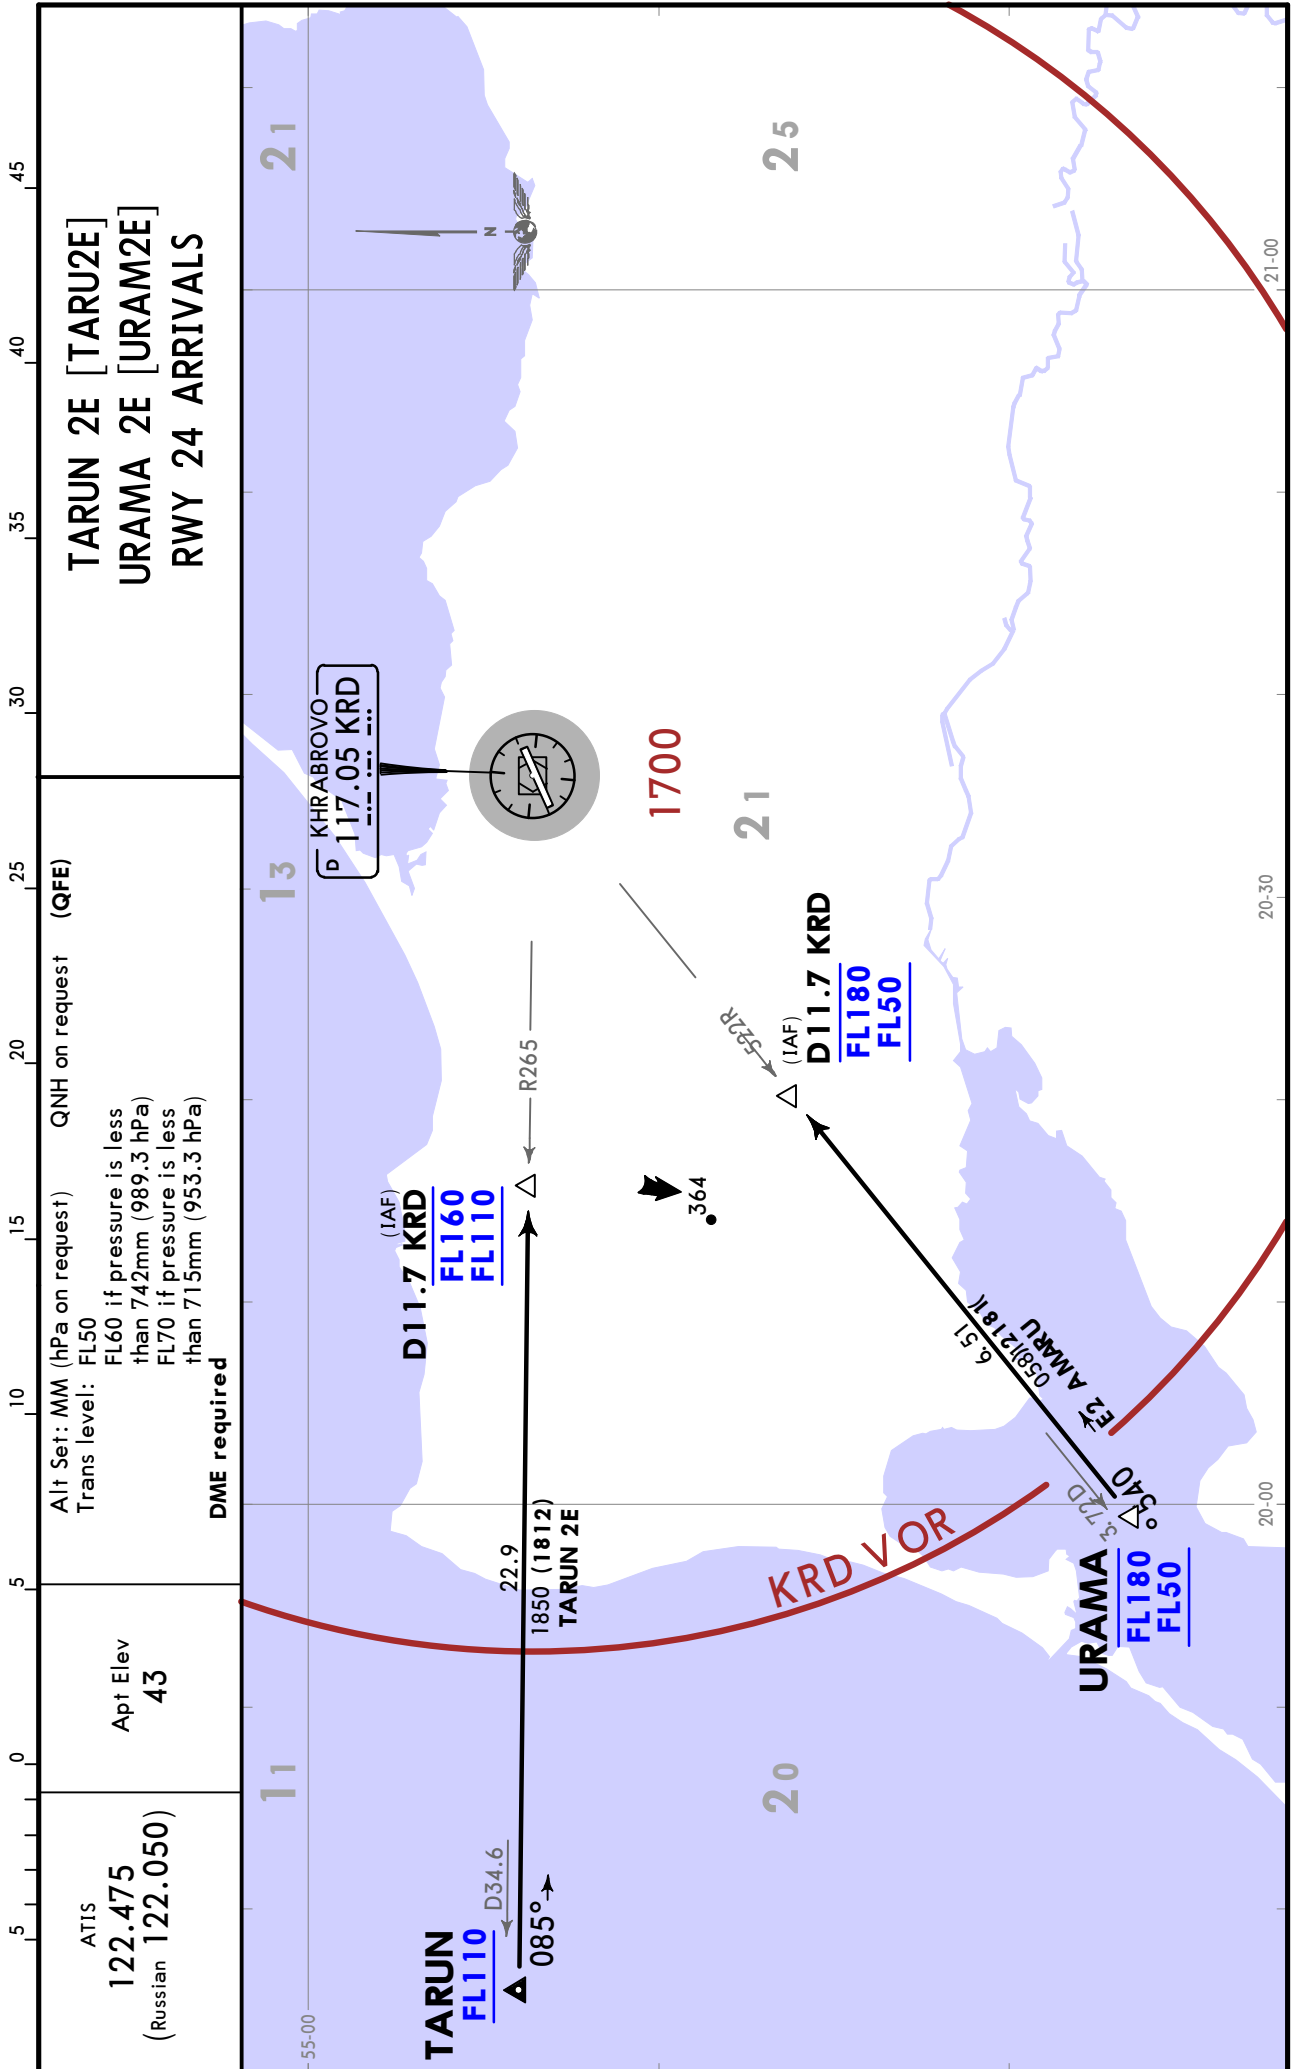 5 0 5 10 15 20 25 30 35 40 45
ATIS
122.475
(Russian 122.050)
Apt Elev
43
Alt Set: MM (hPa on request) QNH on request (QFE)
Trans level: FL50
FL60 if pressure is less
than 742mm (989.3 hPa)
FL70 if pressure is less
than 715mm (953.3 hPa)
DME required
TARUN 2E [TARU2E]
URAMA 2E [URAM2E]
RWY 24 ARRIVALS
55-00
11
13
21
D KHRABROVO
117.05 KRD
N
TARUN
FL110
D34.6
085°
22.9
1850 (1812)
TARUN 2E
(IAF)
D11.7 KRD
FL160
FL110
R265
364
1700
21
25
20
522R
(IAF)
D11.7 KRD
FL180
FL50
KRD VOR
6.51
058)12181(
E2 AMARU
3.72D
°540
URAMA
FL180
FL50
20-00
20-30
21-00